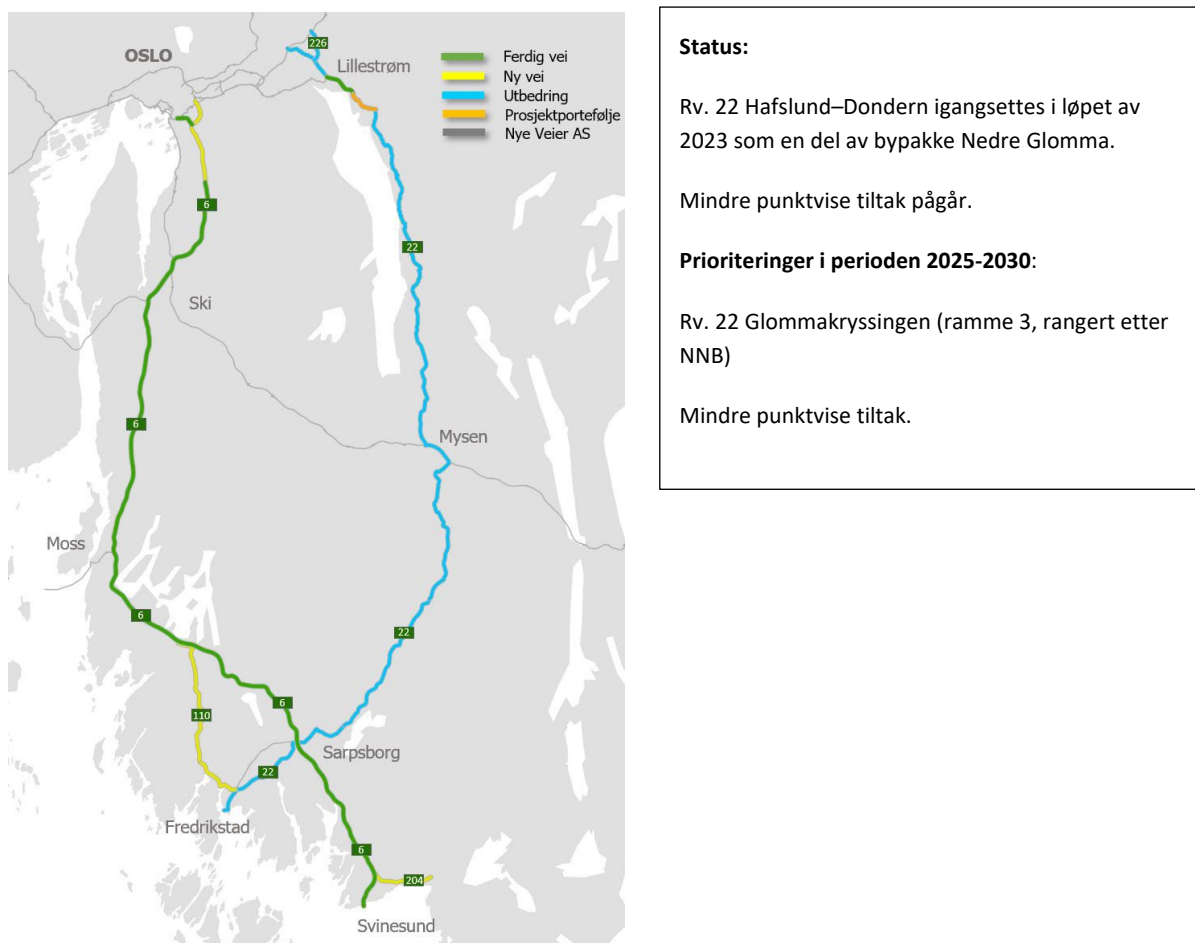 OSLO
226
Lillestrøm
Ferdig vei
Ny vei
Utbedring
Prosjektportefølje
Nye Veier AS
6
22
Ski
6
Mysen
Moss
6
22
6
110
Sarpsborg
22
Fredrikstad
6
204
Svinesund
Status:
Rv. 22 Hafslund–Dondern igangsettes i løpet av
2023 som en del av bypakke Nedre Glomma.
Mindre punktvise tiltak pågår.
Prioriteringer i perioden 2025-2030:
Rv. 22 Glommakryssingen (ramme 3, rangert etter
NNB)
Mindre punktvise tiltak.